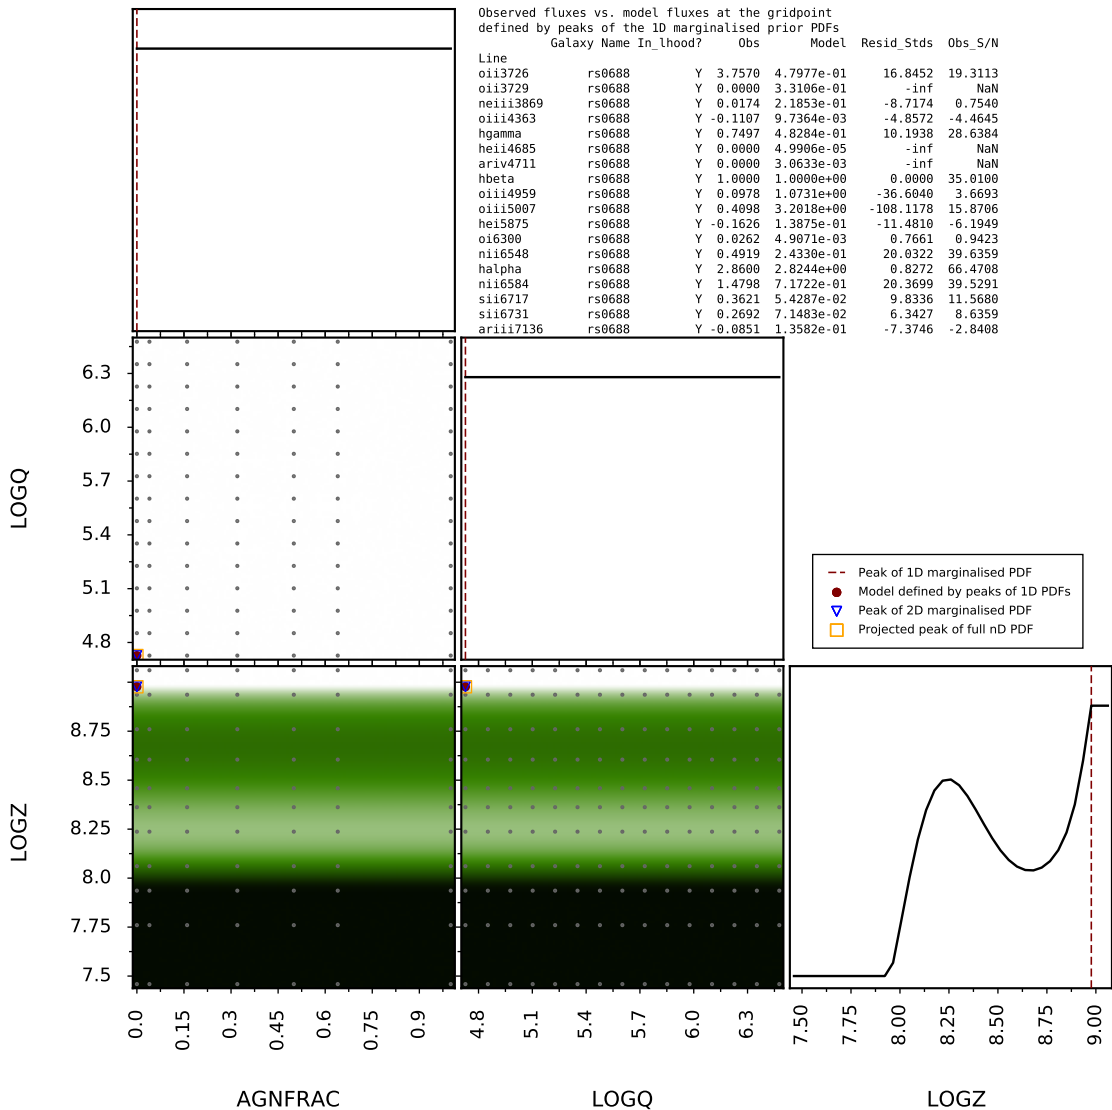 Observed fluxes vs. model fluxes at the gridpoint
defined by peaks of the 1D marginalised prior PDFs
Galaxy Name In_lhood? Obs Model Resid_Stds Obs_S/N
Line
oii3726 rs0688 Y 3.7570 4.7977e-01 16.8452 19.3113
oii3729 rs0688 Y 0.0000 3.3106e-01 -inf NaN
neiii3869 rs0688 Y 0.0174 2.1853e-01 -8.7174 0.7540
oiii4363 rs0688 Y -0.1107 9.7364e-03 -4.8572 -4.4645
hgamma rs0688 Y 0.7497 4.8284e-01 10.1938 28.6384
heii4685 rs0688 Y 0.0000 4.9906e-05 -inf NaN
ariv4711 rs0688 Y 0.0000 3.0633e-03 -inf NaN
hbeta rs0688 Y 1.0000 1.0000e+00 0.0000 35.0100
oiii4959 rs0688 Y 0.0978 1.0731e+00 -36.6040 3.6693
oiii5007 rs0688 Y 0.4098 3.2018e+00 -108.1178 15.8706
hei5875 rs0688 Y -0.1626 1.3875e-01 -11.4810 -6.1949
oi6300 rs0688 Y 0.0262 4.9071e-03 0.7661 0.9423
nii6548 rs0688 Y 0.4919 2.4330e-01 20.0322 39.6359
halpha rs0688 Y 2.8600 2.8244e+00 0.8272 66.4708
nii6584 rs0688 Y 1.4798 7.1722e-01 20.3699 39.5291
sii6717 rs0688 Y 0.3621 5.4287e-02 9.8336 11.5680
sii6731 rs0688 Y 0.2692 7.1483e-02 6.3427 8.6359
ariii7136 rs0688 Y -0.0851 1.3582e-01 -7.3746 -2.8408
6.3
6.0
5.7
5.4
5.1
4.8
LOGQ
Peak of 1D marginalised PDF
Model defined by peaks of 1D PDFs
Peak of 2D marginalised PDF
Projected peak of full nD PDF
8.75
8.5
8.25
8.0
7.75
7.5
LOGZ
0.0 0.15 0.3 0.45 0.6 0.75 0.9
4.8 5.1 5.4 5.7 6.0 6.3
7.50 7.75 8.00 8.25 8.50 8.75 9.00
AGNFRAC LOGQ LOGZ